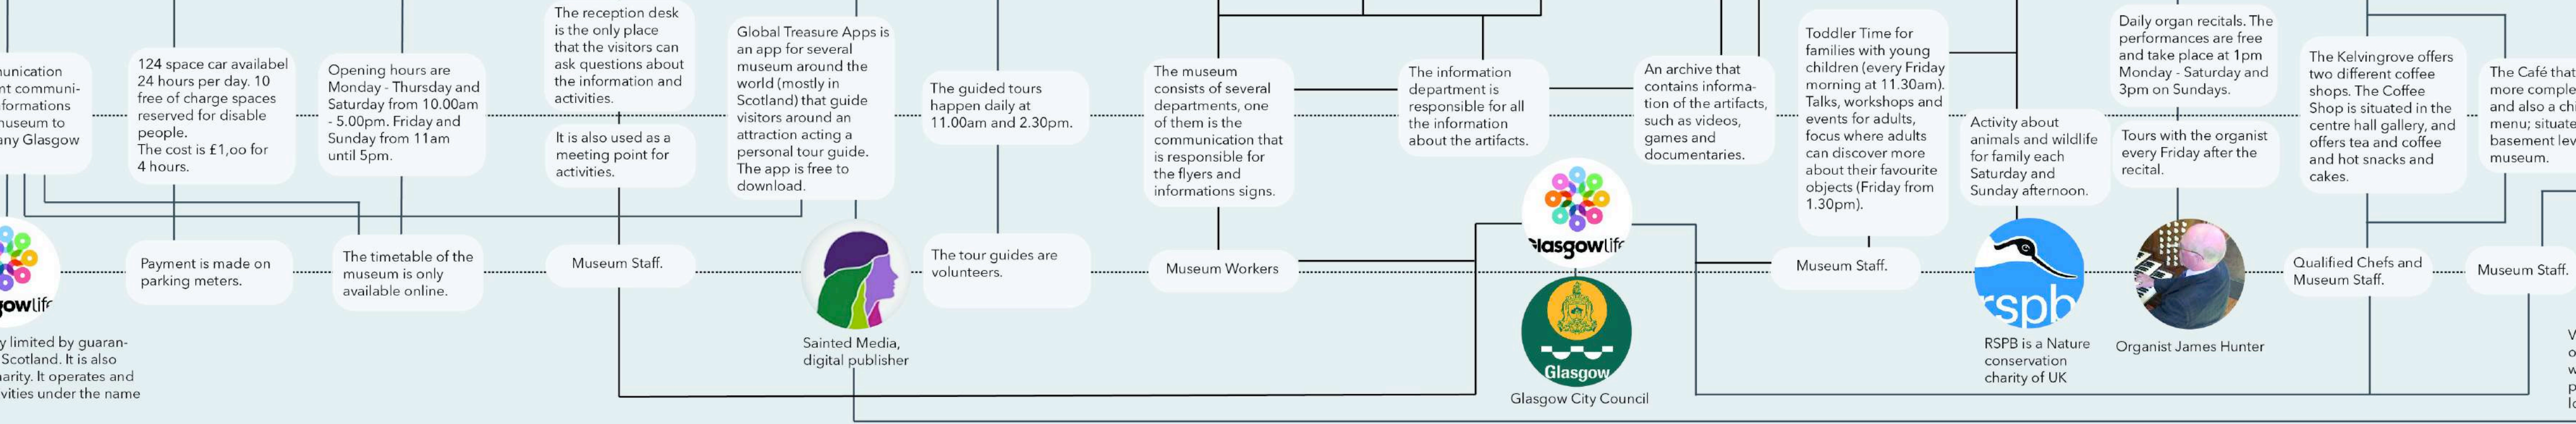 unication
nt communi-
formations
nuseum to
any Glasgow
124 space car availabel
24 hours per day. 10
free of charge spaces
reserved for disable
people.
The cost is £1,oo for
4 hours.
Opening hours are
Monday - Thursday and
Saturday from 10.00am
- 5.00pm. Friday and
Sunday from 11am
until 5pm.
The reception desk
is the only place
that the visitors can
ask questions about
the information and
activities.
It is also used as a
meeting point for
activities.
Global Treasure Apps is
an app for several
museum around the
world (mostly in
Scotland) that guide
visitors around an
attraction acting a
personal tour guide.
The app is free to
download.
The guided tours
happen daily at
11.00am and 2.30pm.
The museum
consists of several
departments, one
of them is the
communication that
is responsible for
the flyers and
informations signs.
The information
department is
responsible for all
the information
about the artifacts.
An archive that
contains informa-
tion of the artifacts,
such as videos,
games and
documentaries.
Toddler Time for
families with young
children (every Friday
morning at 11.30am).
Talks, workshops and
events for adults,
focus where adults
can discover more
about their favourite
objects (Friday from
1.30pm).
Activity about
animals and wildlife
for family each
Saturday and
Sunday afternoon.
Daily organ recitals. The
performances are free
and take place at 1pm
Monday - Saturday and
3pm on Sundays.
Tours with the organist
every Friday after the
recital.
The Kelvingrove offers
two different coffee
shops. The Coffee
Shop is situated in the
centre hall gallery, and
offers tea and coffee
and hot snacks and
cakes.
The Café that
more comple
and also a chi
menu; situate
basement lev
museum.
gowlife
Payment is made on
parking meters.
The timetable of the
museum is only
available online.
Museum Staff.
The tour guides are
volunteers.
Museum Workers
glasgowlife
Museum Staff.
rspb
Qualified Chefs and
Museum Staff.
Museum Staff.
y limited by guaran-
Scotland. It is also
arity. It operates and
vities under the name
Sainted Media,
digital publisher
Glasgow
Glasgow City Council
RSPB is a Nature
conservation
charity of UK
Organist James Hunter